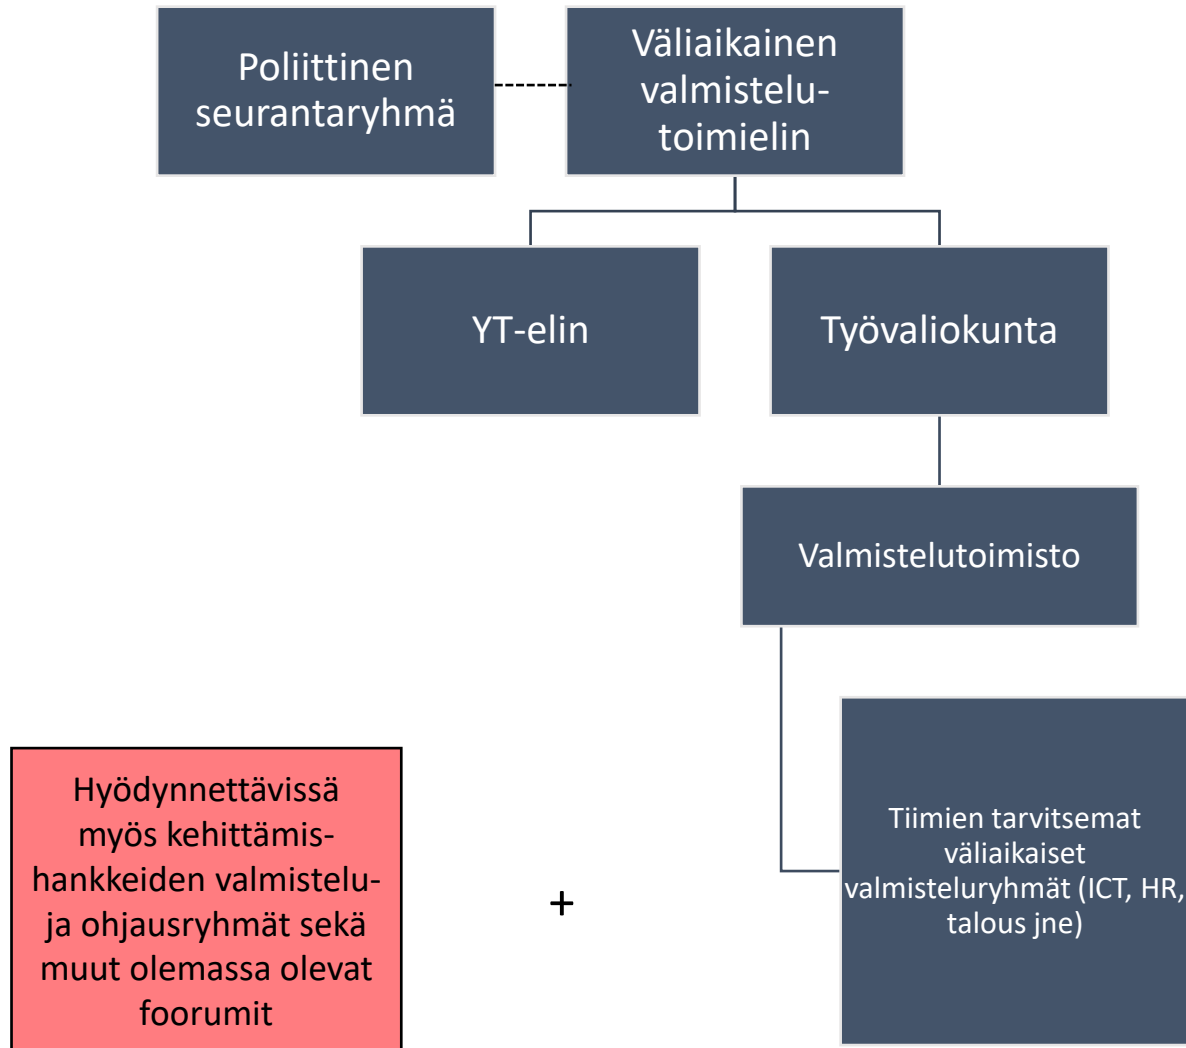 Poliittinen
seurantaryhmä
Väliaikainen
valmistelu-
toimielin
YT-elin
Työvaliokunta
Valmistelutoimisto
Hyödynnettävissä
myös kehittämis-
hankkeiden valmistelu-
ja ohjausryhmät sekä
muut olemassa olevat
foorumit
+
Tiimien tarvitsemat
väliaikaiset
valmisteluryhmät (ICT, HR,
talous jne)